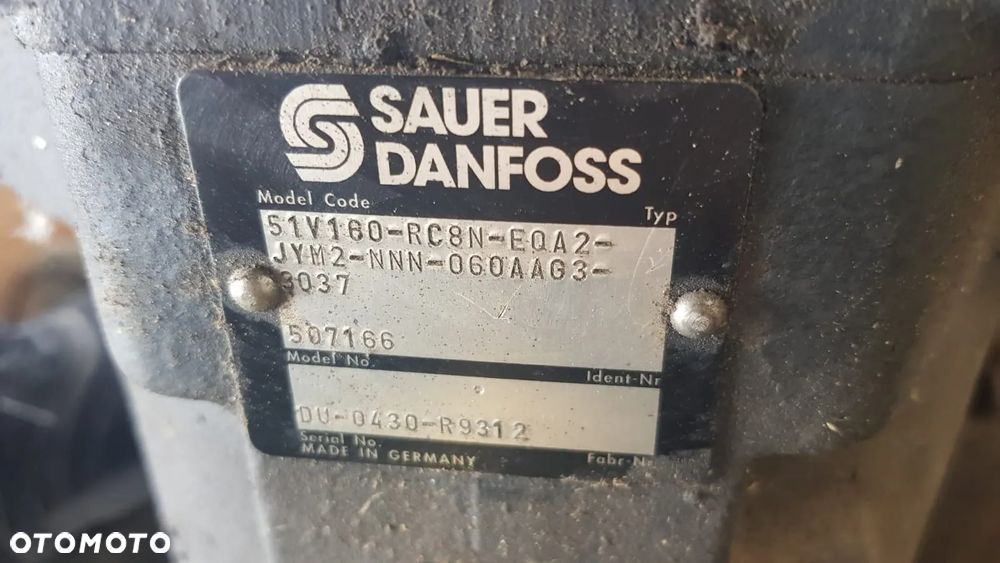 SAUER
DANFOSS
Model Code Typ
51V160-RC8N-EQA2-
JYM2-NNN-060AAG3-
3037
507166
Model No. Ident-Nr
DU-0430-R9312
Serial No. Fabr-Nr
MADE IN GERMANY
OTOMOTO